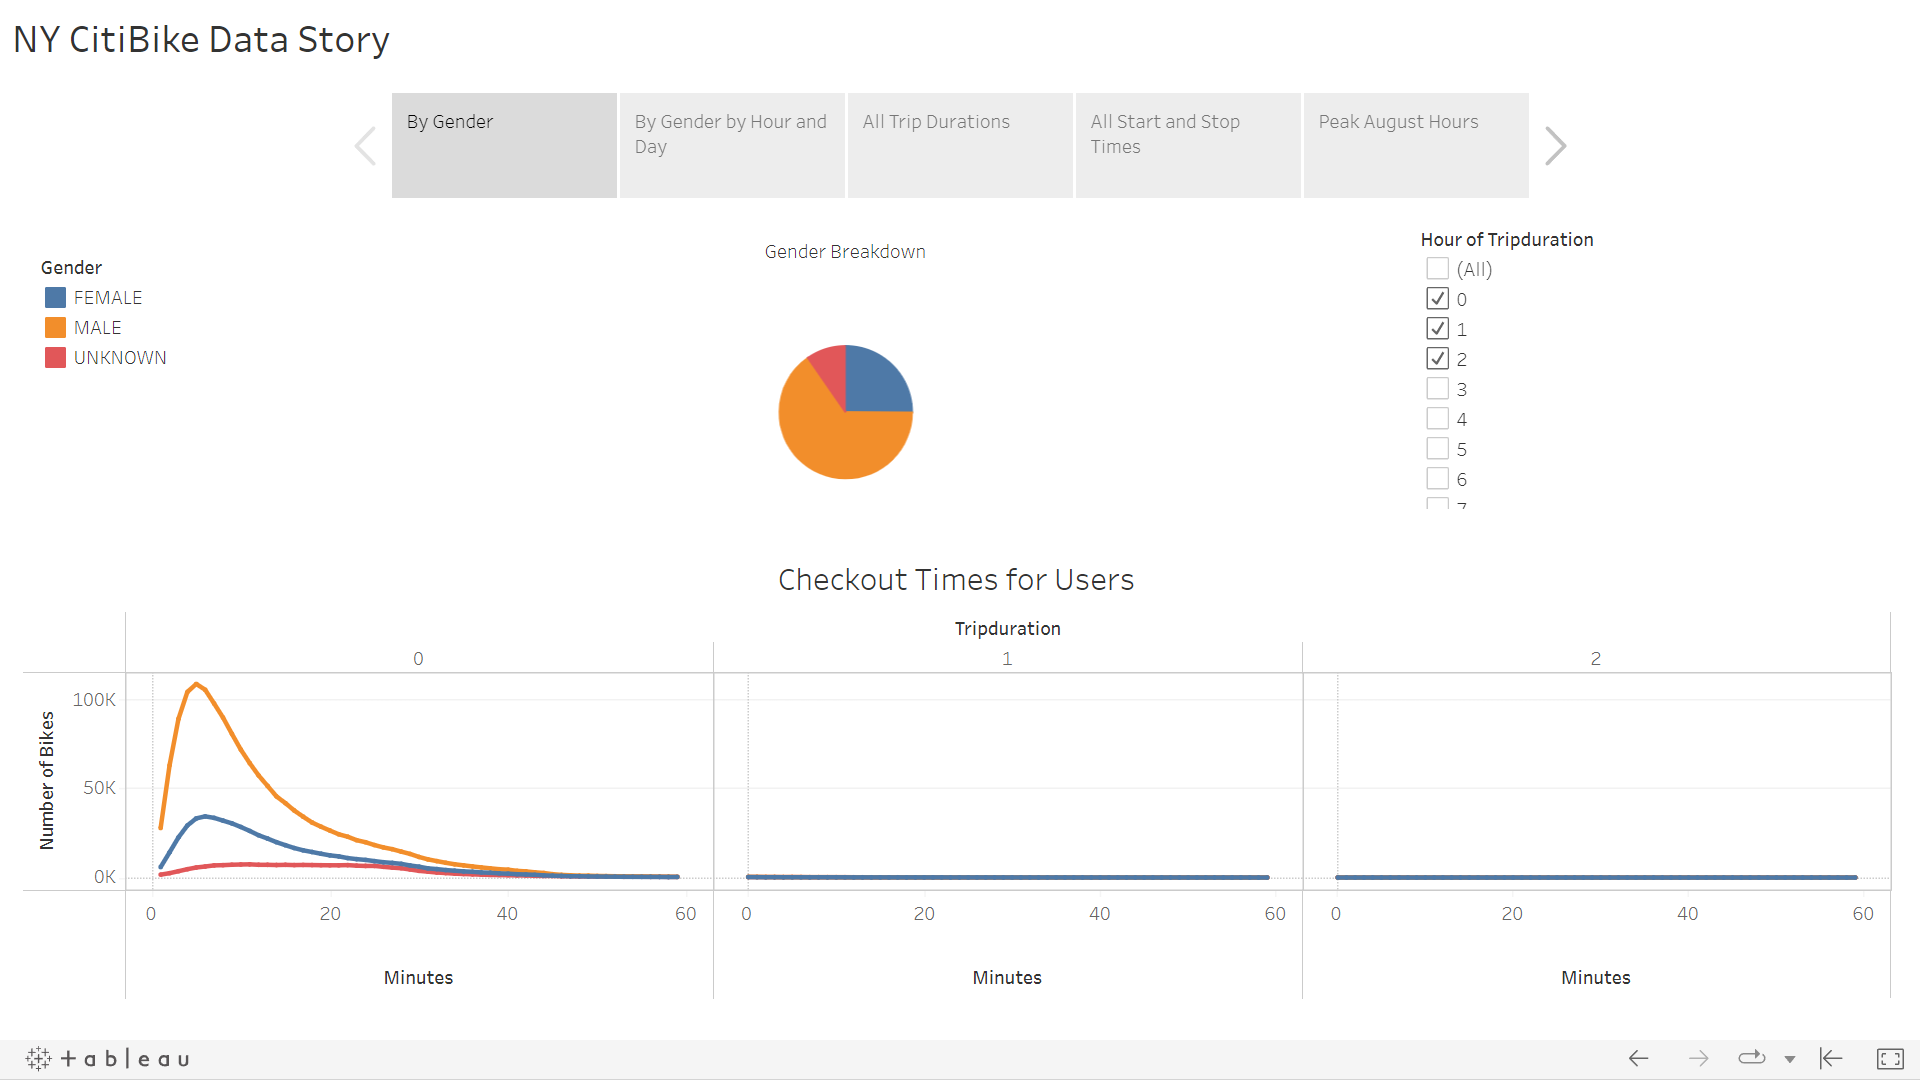 NY CitiBike Data Story
By Gender
By Gender by Hour and
Day
All Trip Durations
All Start and Stop
Times
Peak August Hours
Gender
FEMALE
MALE
UNKNOWN
Gender Breakdown
Hour of Tripduration
(All)
0
1
2
3
4
5
6
7
Checkout Times for Users
Tripduration
0 1 2
Number of Bikes
100K
50K
0K
0 20 40 60 0 20 40 60 0 20 40 60
Minutes Minutes Minutes
+ a b | e a u